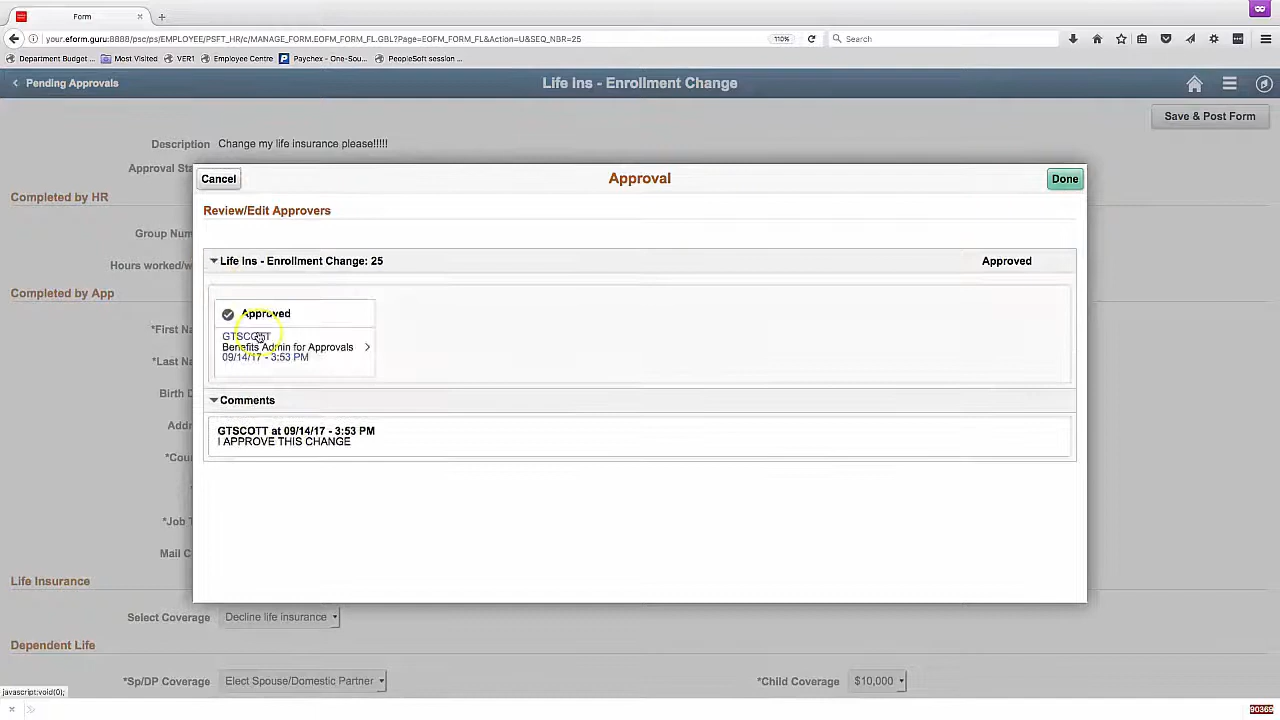 Form
your.eform.guru:8888/psc/ps/EMPLOYEE/PSFT_HR/c/MANAGE_FORM.EOFM_FORM_FL.GBL?Page=EOFM_FORM_FL&Action=U&SEQ_NBR=25
110%
Search
Department Budget ...
Most Visited
VER1
Employee Centre
Paychex - One-Sou...
PeopleSoft session ...
Pending Approvals
Life Ins - Enrollment Change
Save & Post Form
Description Change my life insurance please!!!!!
Approval Sta
Cancel
Approval
Done
Completed by HR
Review/Edit Approvers
Group Num
Hours worked/w
Life Ins - Enrollment Change: 25
Approved
Completed by App
Approved
*First Na
GTSCOTT
Benefits Admin for Approvals
09/14/17 - 3:53 PM
*Last Na
Birth D
Comments
Addr
GTSCOTT at 09/14/17 - 3:53 PM
I APPROVE THIS CHANGE
*Cou
*
*Job T
Mail C
Life Insurance
Select Coverage Decline life insurance
Dependent Life
*Sp/DP Coverage Elect Spouse/Domestic Partner
*Child Coverage $10,000
javascript:void(0);
90369